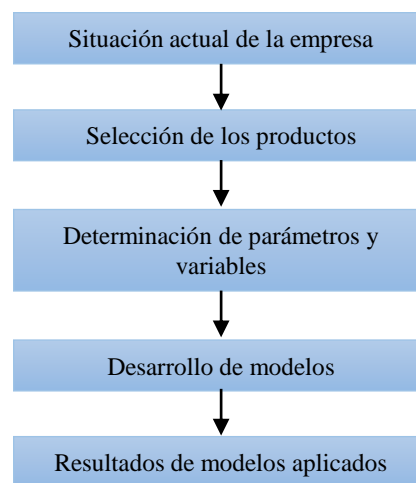 Situación actual de la empresa
Selección de los productos
Determinación de parámetros y
variables
Desarrollo de modelos
Resultados de modelos aplicados